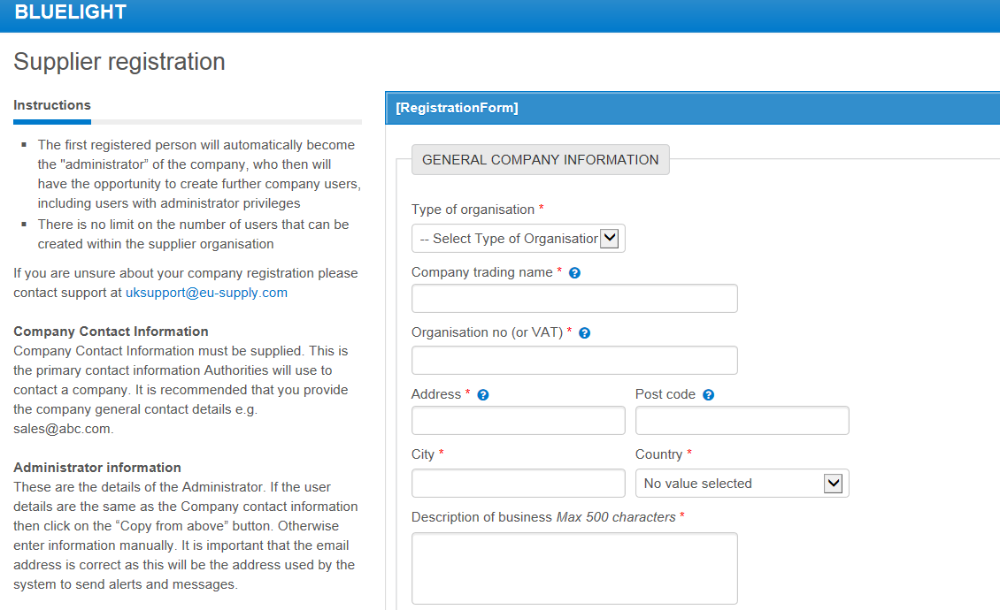 BLUELIGHT
Supplier registration
Instructions
The first registered person will automatically become
the "administrator” of the company, who then will
have the opportunity to create further company users,
including users with administrator privileges
There is no limit on the number of users that can be
created within the supplier organisation
If you are unsure about your company registration please
contact support at uksupport@eu-supply.com
Company Contact Information
Company Contact Information must be supplied. This is
the primary contact information Authorities will use to
contact a company. It is recommended that you provide
the company general contact details e.g.
sales@abc.com.
Administrator information
These are the details of the Administrator. If the user
details are the same as the Company contact information
then click on the “Copy from above” button. Otherwise
enter information manually. It is important that the email
address is correct as this will be the address used by the
system to send alerts and messages.
[RegistrationForm]
GENERAL COMPANY INFORMATION
Type of organisation *
-- Select Type of Organisation
Company trading name * ?
Organisation no (or VAT) * ?
Address * ? Post code ?
City * Country *
No value selected
Description of business Max 500 characters *